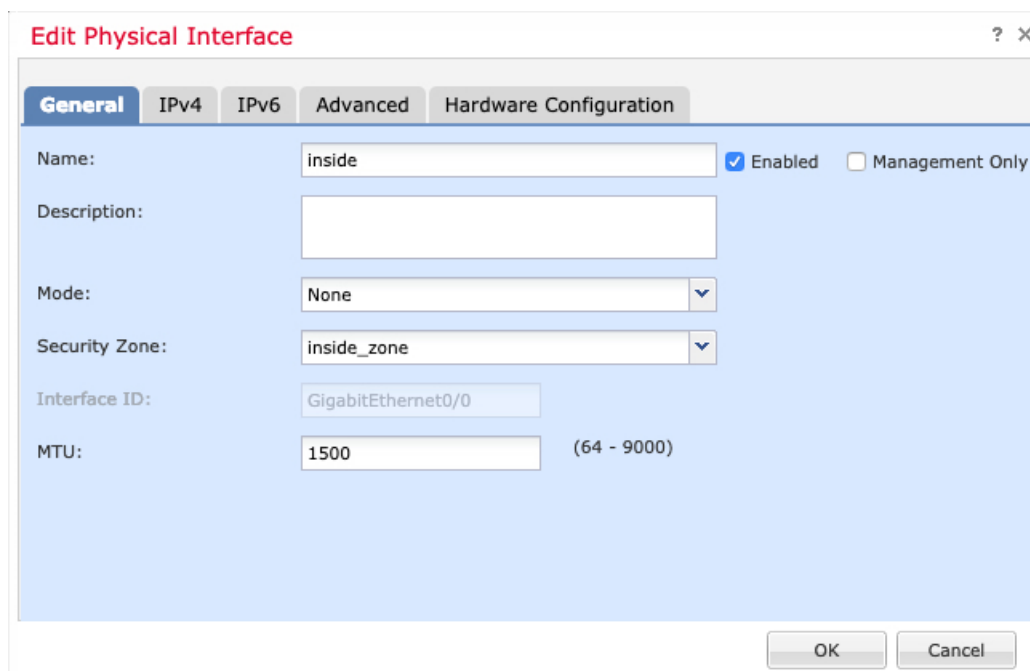 Edit Physical Interface ? ×
General IPv4 IPv6 Advanced Hardware Configuration
Name: inside Enabled Management Only
Description:
Mode: None
Security Zone: inside_zone
Interface ID: GigabitEthernet0/0
MTU: 1500 (64 - 9000)
OK Cancel